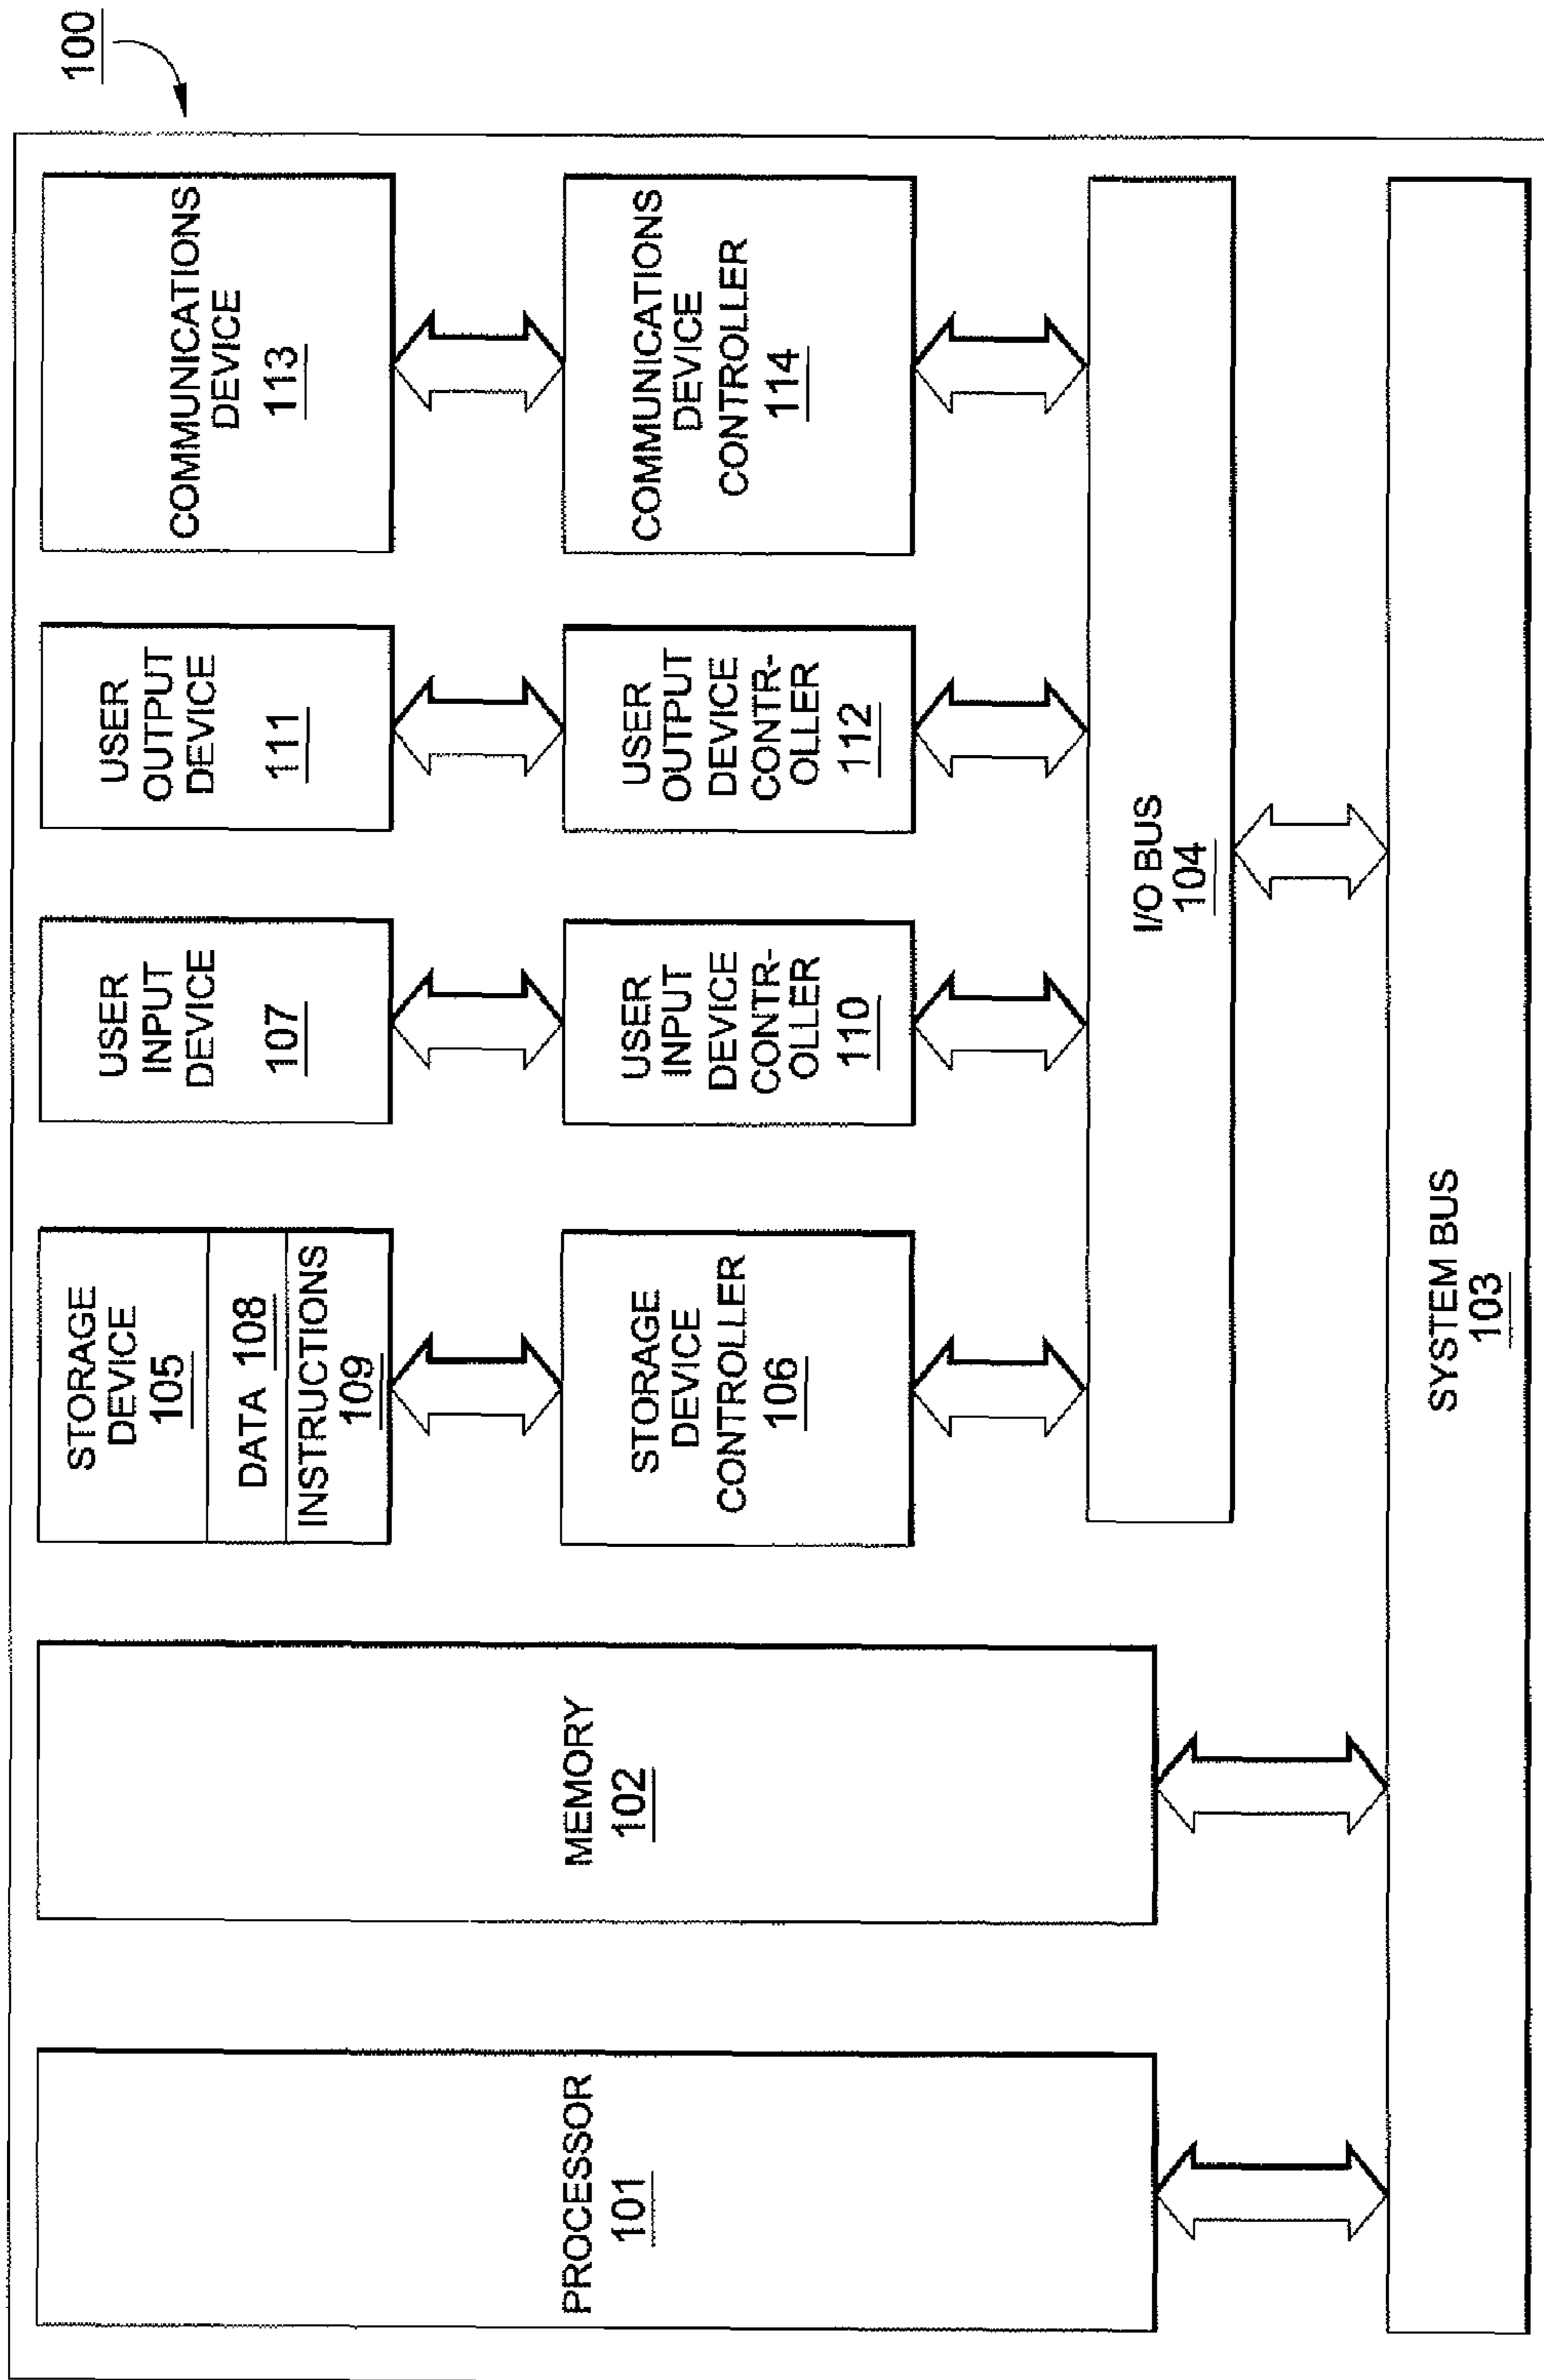 100
PROCESSOR
101
MEMORY
102
STORAGE
DEVICE
105
DATA 108
INSTRUCTIONS
109
USER
INPUT
DEVICE
107
USER
OUTPUT
DEVICE
111
COMMUNICATIONS
DEVICE
113
STORAGE
DEVICE
CONTROLLER
106
USER
INPUT
DEVICE
CONTR-
OLLER
110
USER
OUTPUT
DEVICE
CONTR-
OLLER
112
COMMUNICATIONS
DEVICE
CONTROLLER
114
I/O BUS
104
SYSTEM BUS
103